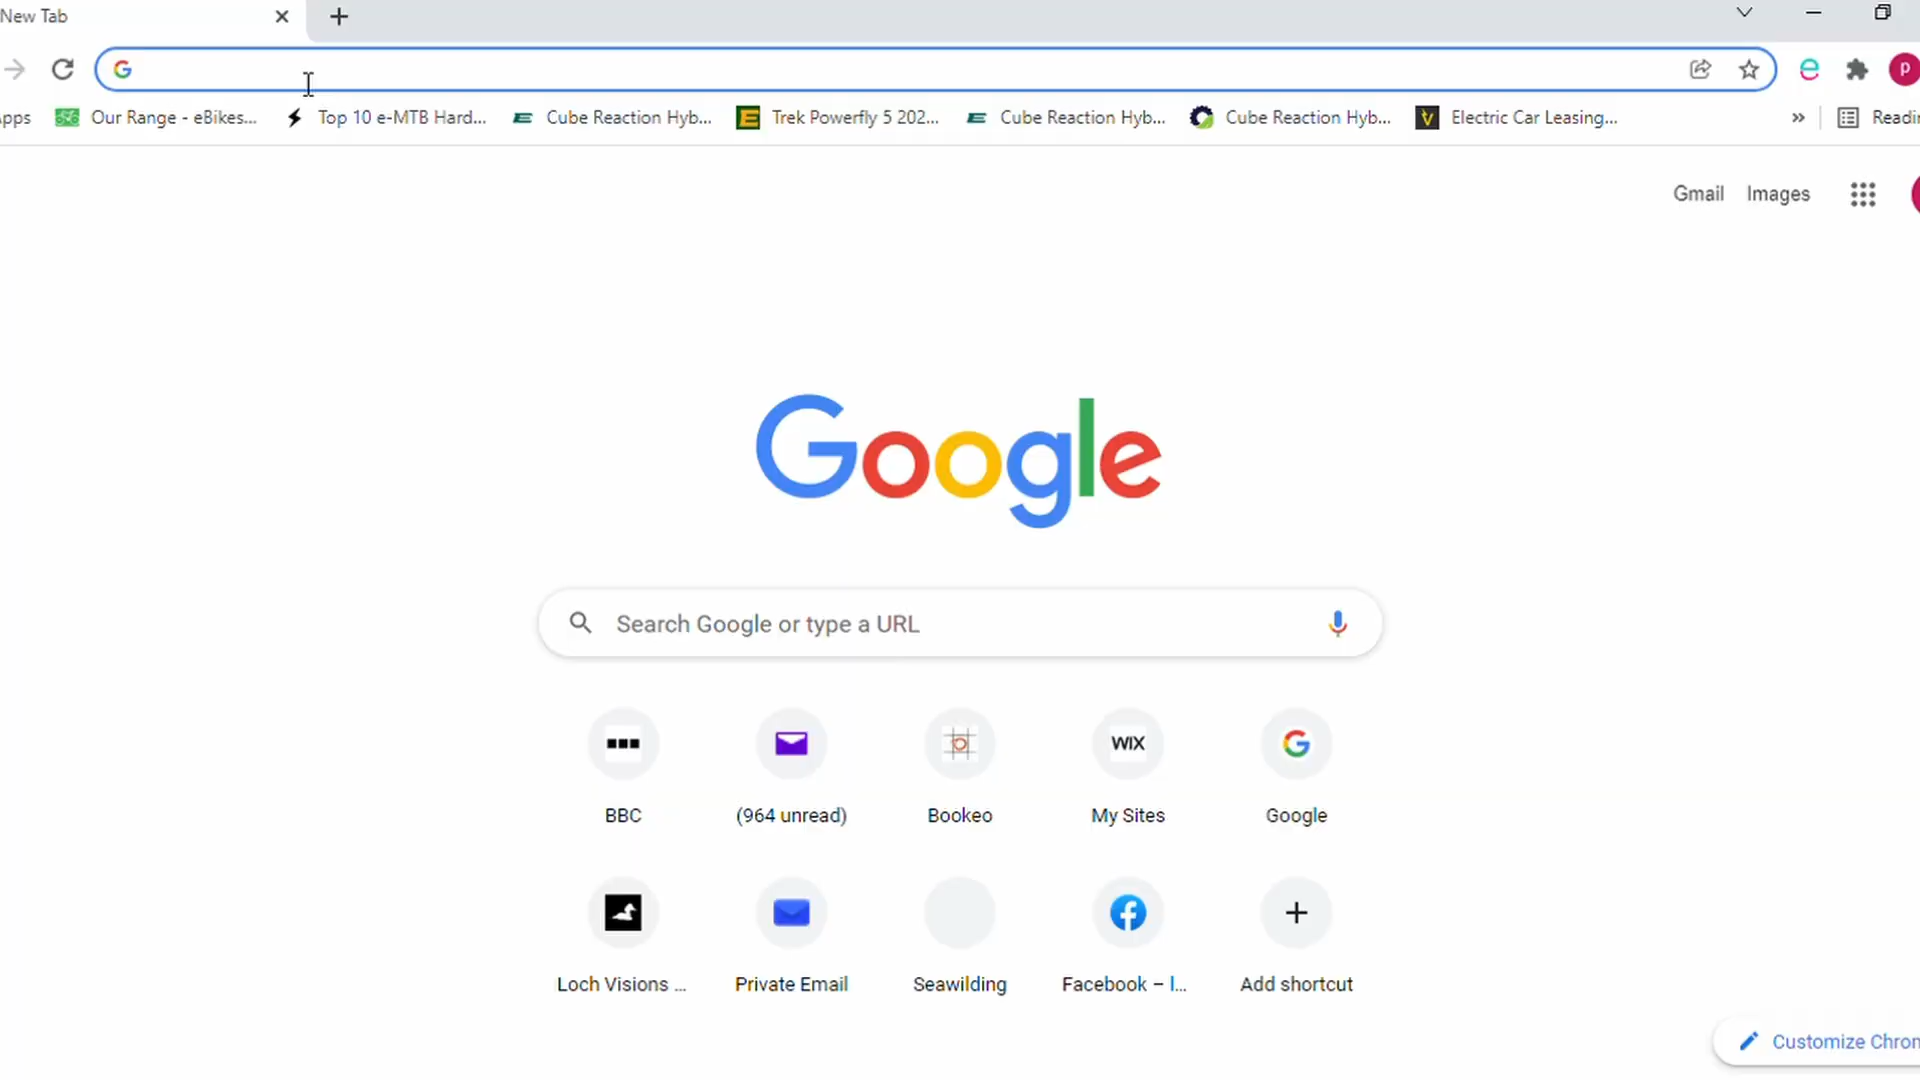 New Tab
G
P
pps
Our Range - eBikes...
Top 10 e-MTB Hard...
Cube Reaction Hyb...
Trek Powerfly 5 202...
Cube Reaction Hyb...
Cube Reaction Hyb...
Electric Car Leasing...
»
Readin
Gmail
Images
Google
Search Google or type a URL
WIX
BBC
(964 unread)
Bookeo
My Sites
Google
Loch Visions ...
Private Email
Seawilding
Facebook – l...
Add shortcut
Customize Chron